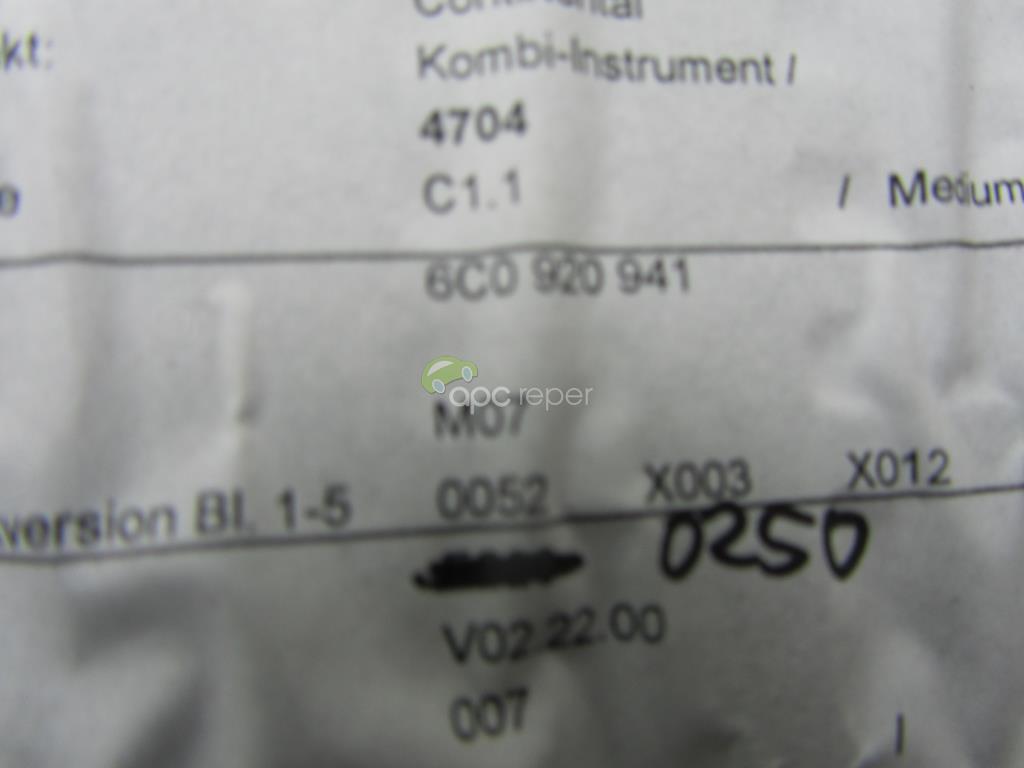 Continental
kt:
Kombi-Instrument /
4704
e
C1.1 / Medium
6C0 920 941
apc reper
M07
version Bl. 1-5 0052 X003 X012
0250
V02.22.00
007 /